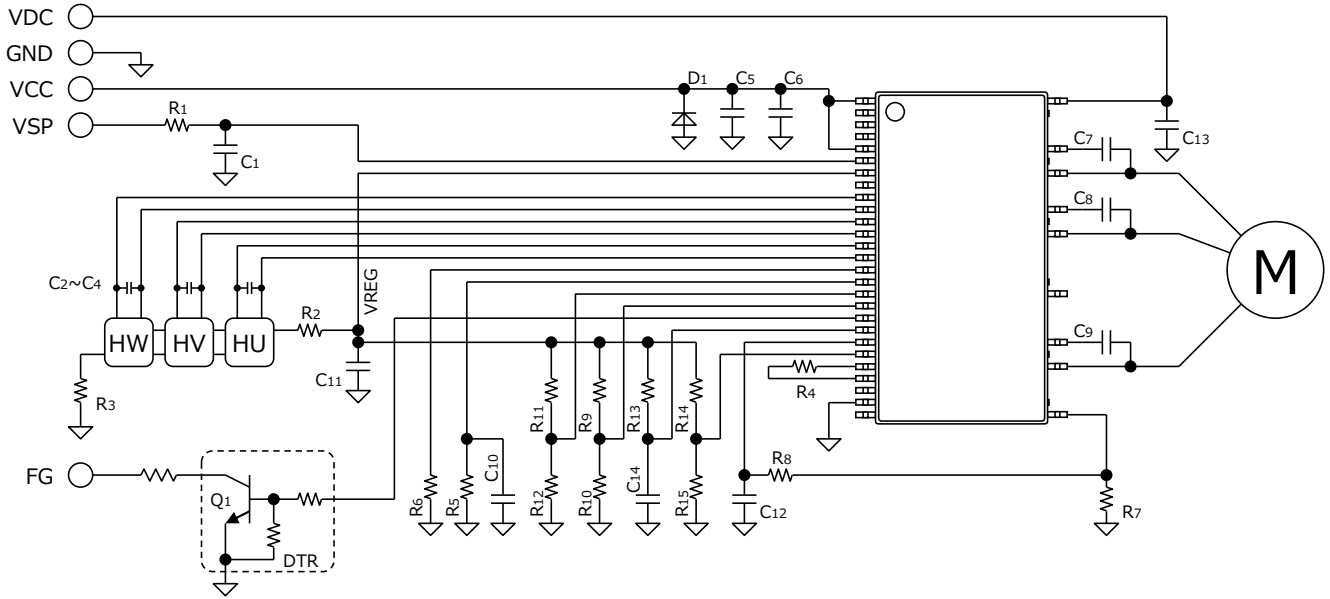 VDC
GND
VCC
VSP
R1
C1
D1
C5
C6
C13
C7
C8
C9
M
C2~C4
VREG
HW
HV
HU
R2
R3
C11
R4
R11
R9
R13
R14
FG
Q1
DTR
R6
R5
C10
R12
R10
C14
R15
R8
C12
R7